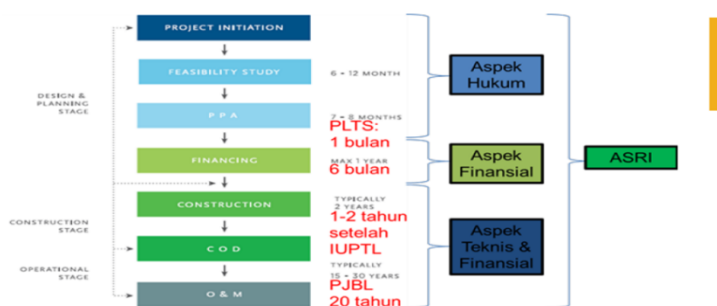 PROJECT INITIATION
FEASIBILITY STUDY
6 - 12 MONTH
DESIGN &
PLANNING
STAGE
PPA
7 - 8 MONTHS
PLTS:
1 bulan
FINANCING
MAX 1 YEAR
6 bulan
CONSTRUCTION
TYPICALLY
2 YEARS
1-2 tahun
setelah
IUPTL
CONSTRUCTION
STAGE
COD
OPERATIONAL
STAGE
TYPICALLY
15 - 30 YEARS
PJBL
20 tahun
O & M
Aspek
Hukum
Aspek
Finansial
Aspek
Teknis &
Finansial
ASRI